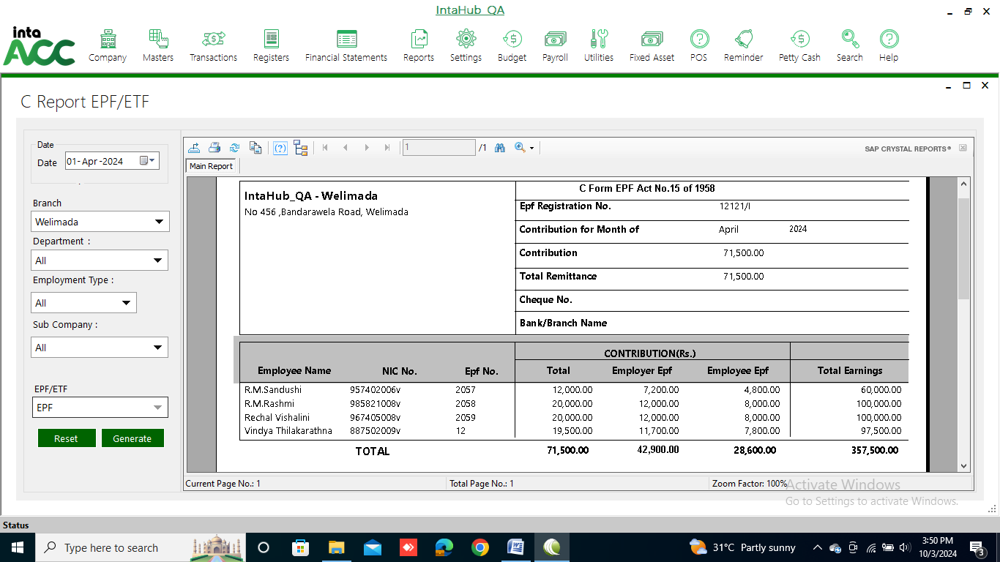 IntaHub_QA
inta
ACC
Company Masters Transactions Registers Financial Statements Reports Settings Budget Payroll Utilities Fixed Asset POS Reminder Petty Cash Search Help
C Report EPF/ETF
Date
Date 01-Apr-2024
Branch
Welimada
Department :
All
Employment Type :
All
Sub Company :
All
EPF/ETF
EPF
Reset Generate
1 /1 SAP CRYSTAL REPORTS®
Main Report
IntaHub_QA - Welimada
No 456 ,Bandarawela Road, Welimada
C Form EPF Act No.15 of 1958
Epf Registration No. 12121/I
Contribution for Month of April 2024
Contribution 71,500.00
Total Remittance 71,500.00
Cheque No.
Bank/Branch Name
CONTRIBUTION(Rs.)
Employee Name NIC No. Epf No. Total Employer Epf Employee Epf Total Earnings
R.M.Sandushi 957402006v 2057 12,000.00 7,200.00 4,800.00 60,000.00
R.M.Rashmi 985821008v 2058 20,000.00 12,000.00 8,000.00 100,000.00
Rechal Vishalini 967405008v 2059 20,000.00 12,000.00 8,000.00 100,000.00
Vindya Thilakarathna 887502009v 12 19,500.00 11,700.00 7,800.00 97,500.00
TOTAL 71,500.00 42,900.00 28,600.00 357,500.00
Current Page No.: 1 Total Page No.: 1 Zoom Factor: 100%
Activate Windows
Go to Settings to activate Windows.
Status
Type here to search
31°C Partly sunny
3:50 PM
10/3/2024
3